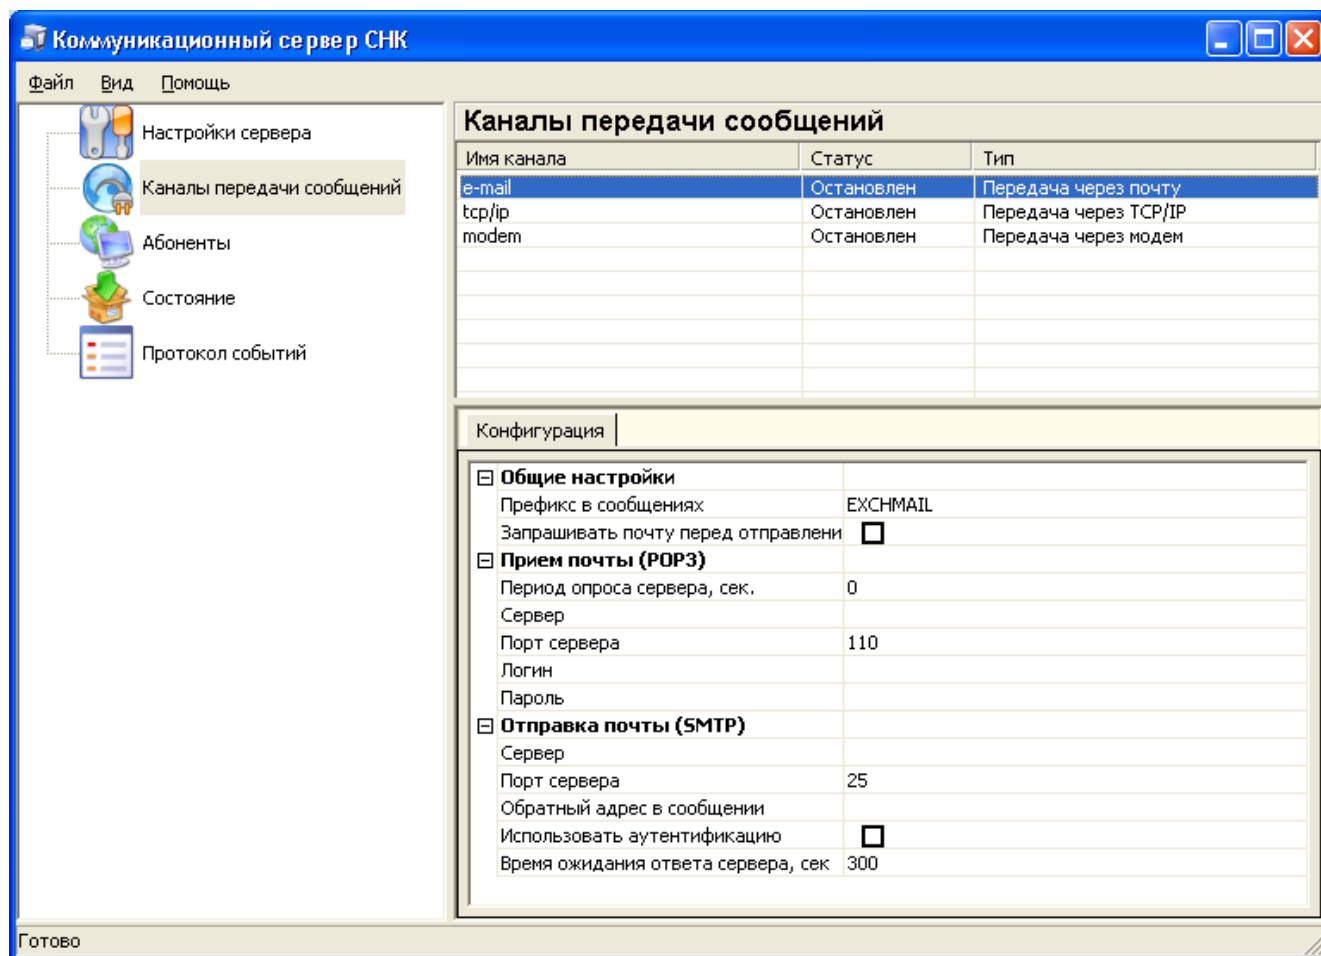 Коммуникационный сервер СНК
Файл Вид Помощь
Настройки сервера
Каналы передачи сообщений
Абоненты
Состояние
Протокол событий
Каналы передачи сообщений
Имя канала Статус Тип
e-mail Остановлен Передача через почту
tcp/ip Остановлен Передача через TCP/IP
modem Остановлен Передача через модем
Конфигурация
Общие настройки
Префикс в сообщениях EXCHMAIL
Запрашивать почту перед отправлени
Прием почты (POP3)
Период опроса сервера, сек. 0
Сервер
Порт сервера 110
Логин
Пароль
Отправка почты (SMTP)
Сервер
Порт сервера 25
Обратный адрес в сообщении
Использовать аутентификацию
Время ожидания ответа сервера, сек 300
Готово